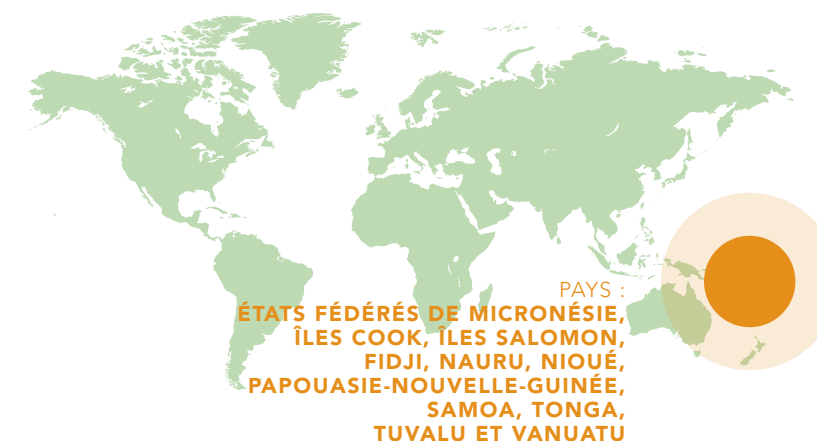 PAYS :
ÉTATS FÉDÉRÉS DE MICRONÉSIE,
ÎLES COOK, ÎLES SALOMON,
FIDJI, NAURU, NIOUÉ,
PAPOUASIE-NOUVELLE-GUINÉE,
SAMOA, TONGA,
TUVALU ET VANUATU